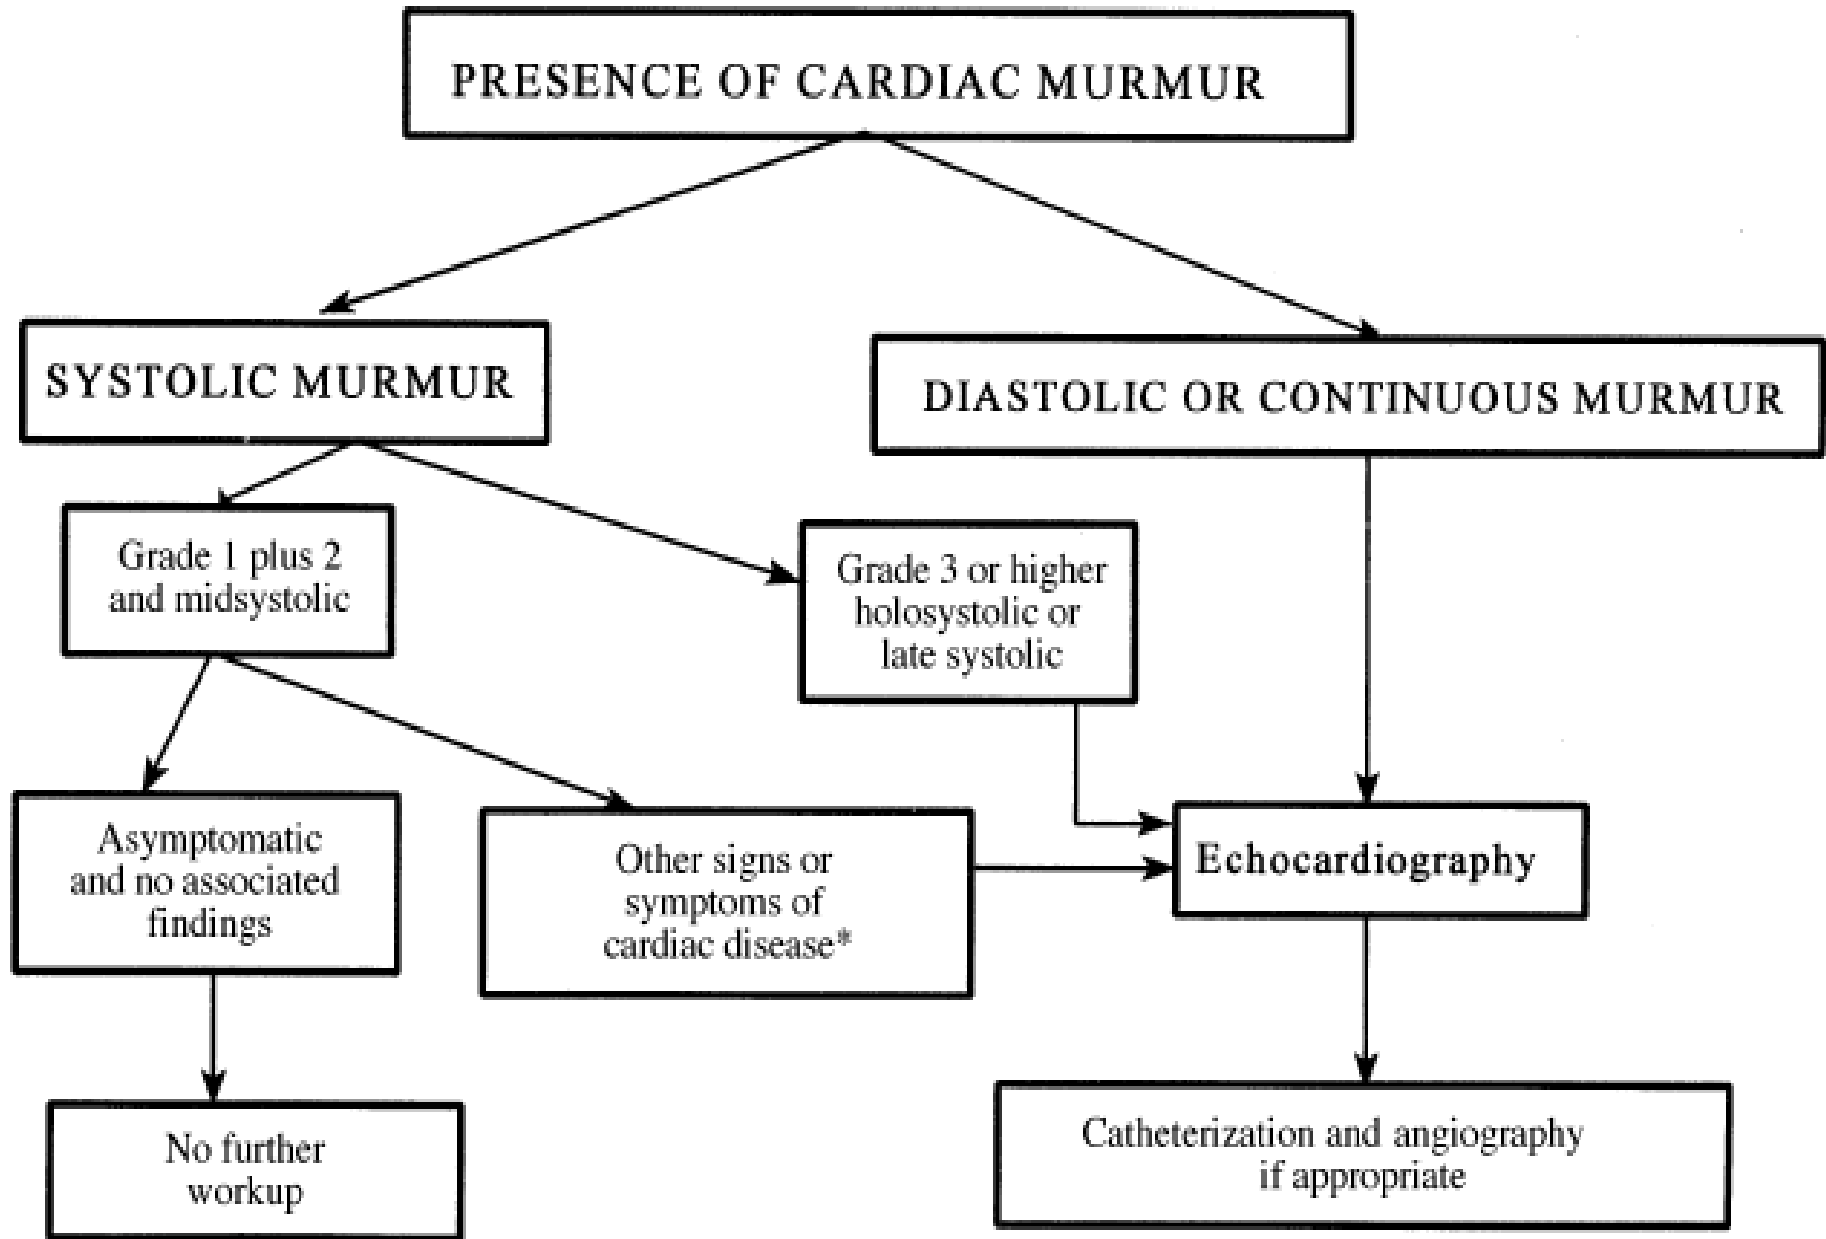 PRESENCE OF CARDIAC MURMUR
SYSTOLIC MURMUR
DIASTOLIC OR CONTINUOUS MURMUR
Grade 1 plus 2
and midsystolic
Grade 3 or higher
holosystolic or
late systolic
Asymptomatic
and no associated
findings
Other signs or
symptoms of
cardiac disease*
Echocardiography
No further
workup
Catheterization and angiography
if appropriate